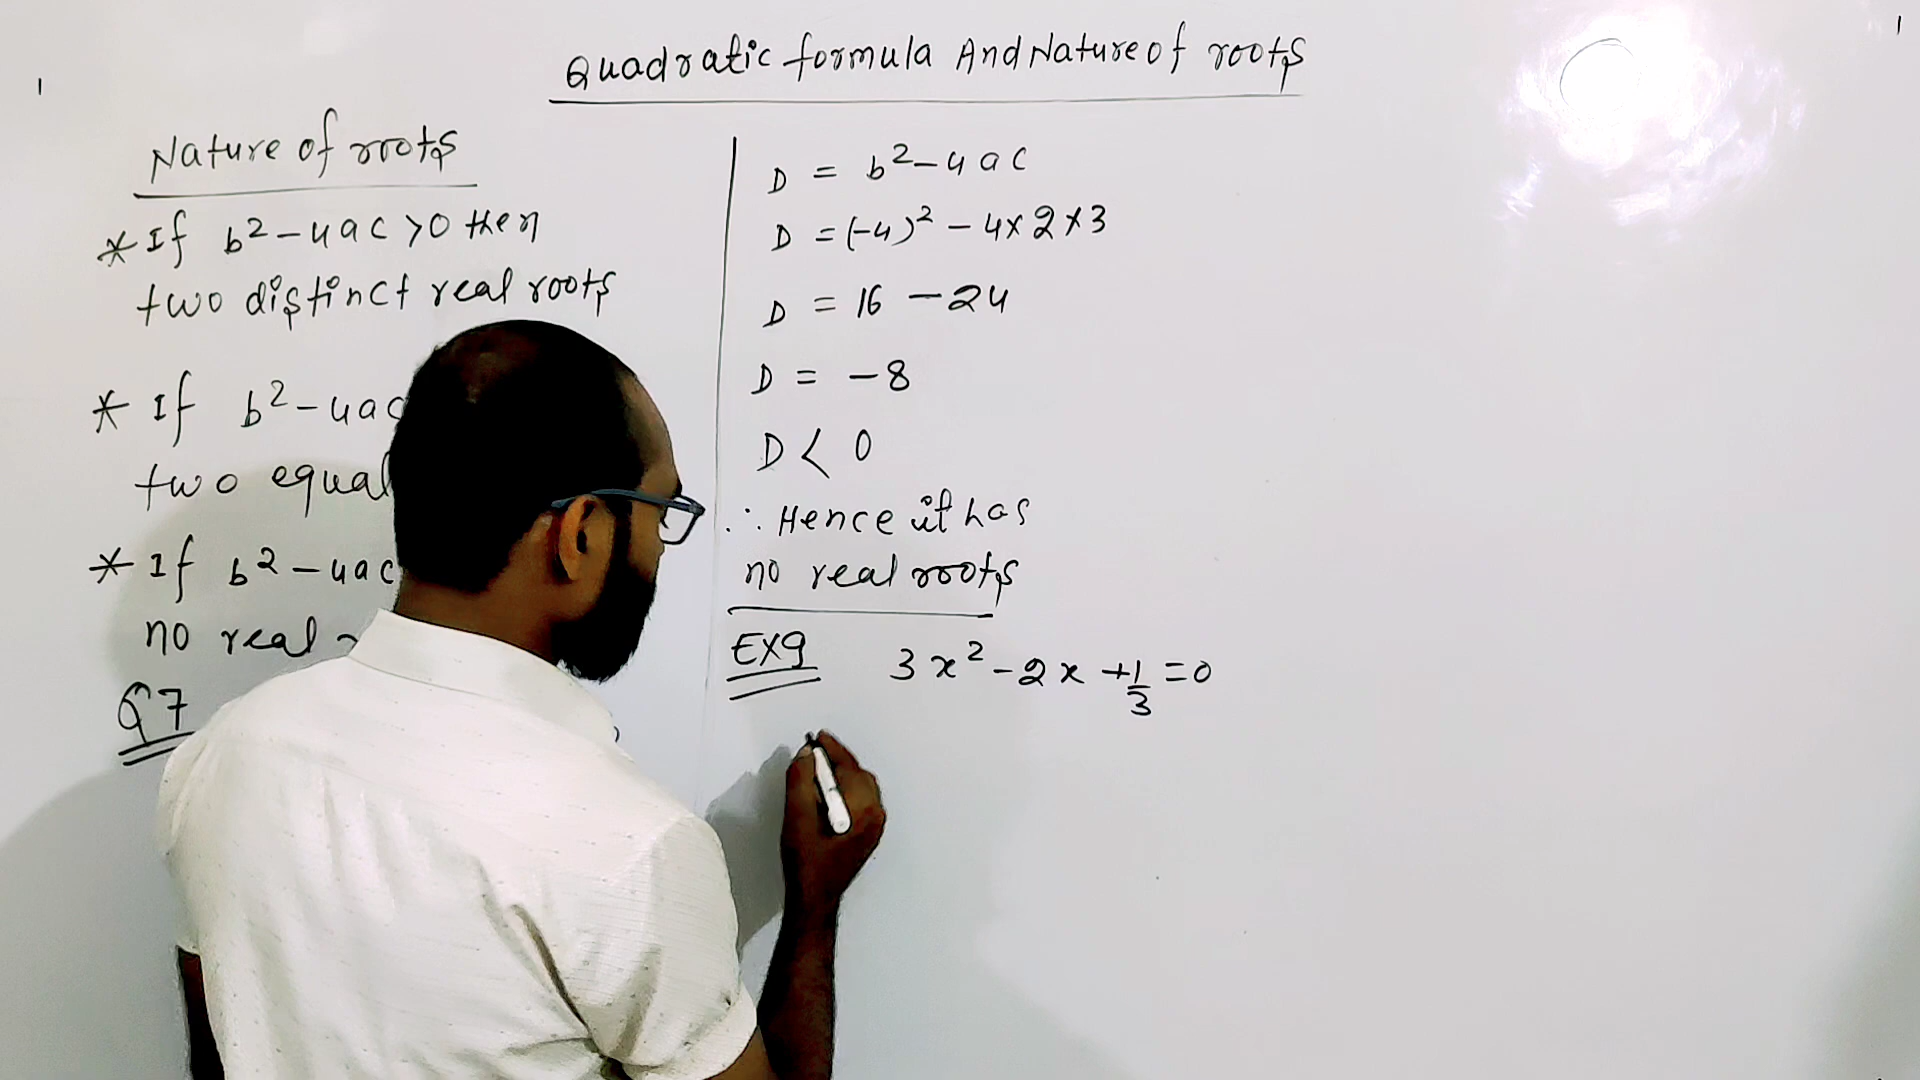 Quadratic formula And Nature of roots
Nature of roots
* If b²-4ac >0 then
two distinct real roots
* If b²-4ac
two equal
* If b²-4ac
no real
Q7
D = b²-4ac
D = (-4)² - 4×2×3
D = 16 - 24
D = -8
D < 0
∴ Hence it has
no real roots
EX9 3x²-2x+1/3=0